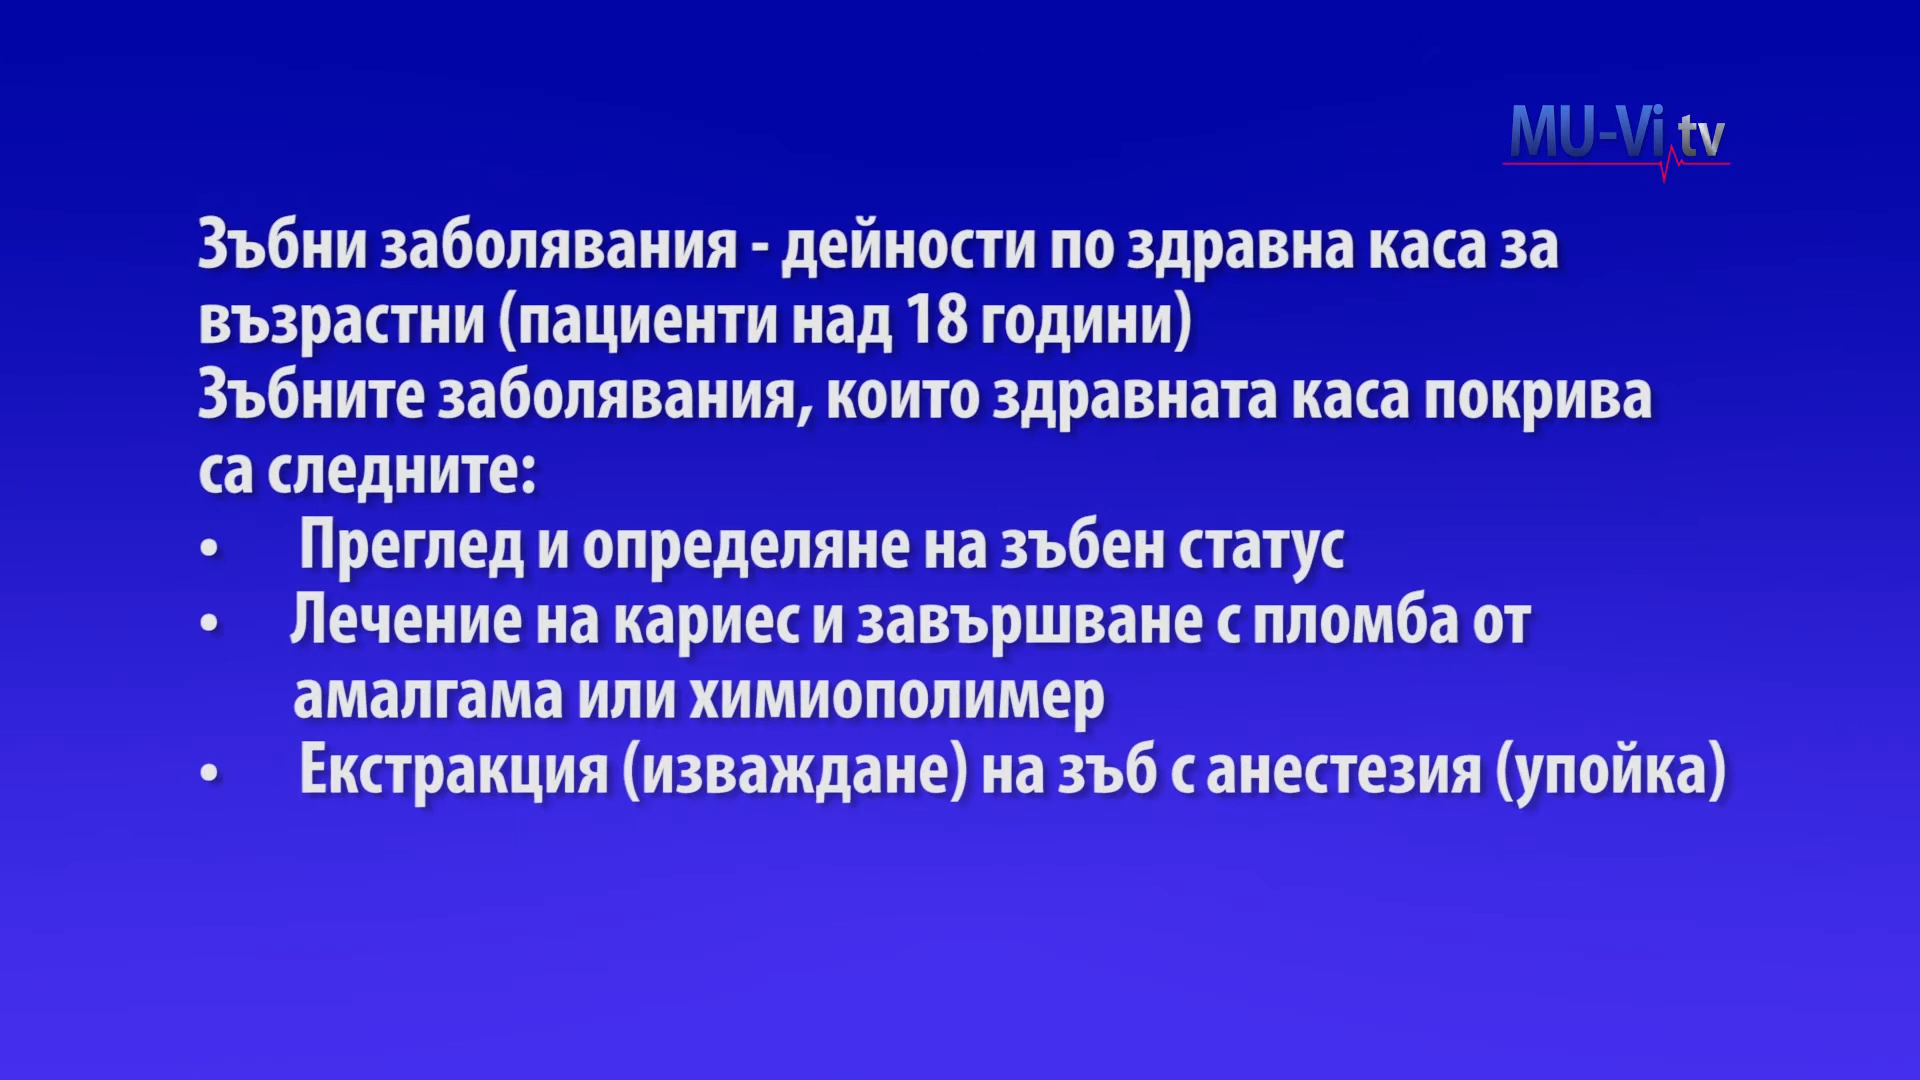 MU-Vi.tv
Зъбни заболявания - дейности по здравна каса за
възрастни (пациенти над 18 години)
Зъбните заболявания, които здравната каса покрива
са следните:
• Преглед и определяне на зъбен статус
• Лечение на кариес и завършване с пломба от
амалгама или химиополимер
• Екстракция (изваждане) на зъб с анестезия (упойка)